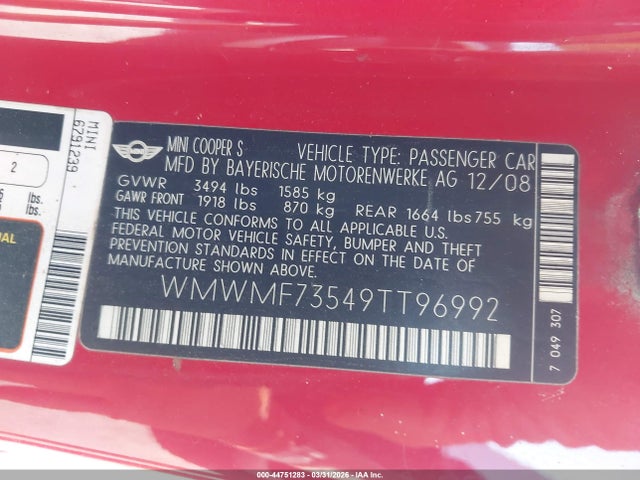 MINI
6291239
2
lbs.
lbs.
MINI COOPER S VEHICLE TYPE: PASSENGER CAR
MFD BY BAYERISCHE MOTORENWERKE AG 12/08
GVWR 3494 lbs 1585 kg
GAWR FRONT 1918 lbs 870 kg REAR 1664 lbs 755 kg
THIS VEHICLE CONFORMS TO ALL APPLICABLE U.S.
FEDERAL MOTOR VEHICLE SAFETY, BUMPER AND THEFT
PREVENTION STANDARDS IN EFFECT ON THE DATE OF
MANUFACTURE SHOWN ABOVE.
WMWMF73549TT96992
7 049 307
000-44751283 - 03/31/2026 - IAA Holdings, LLC